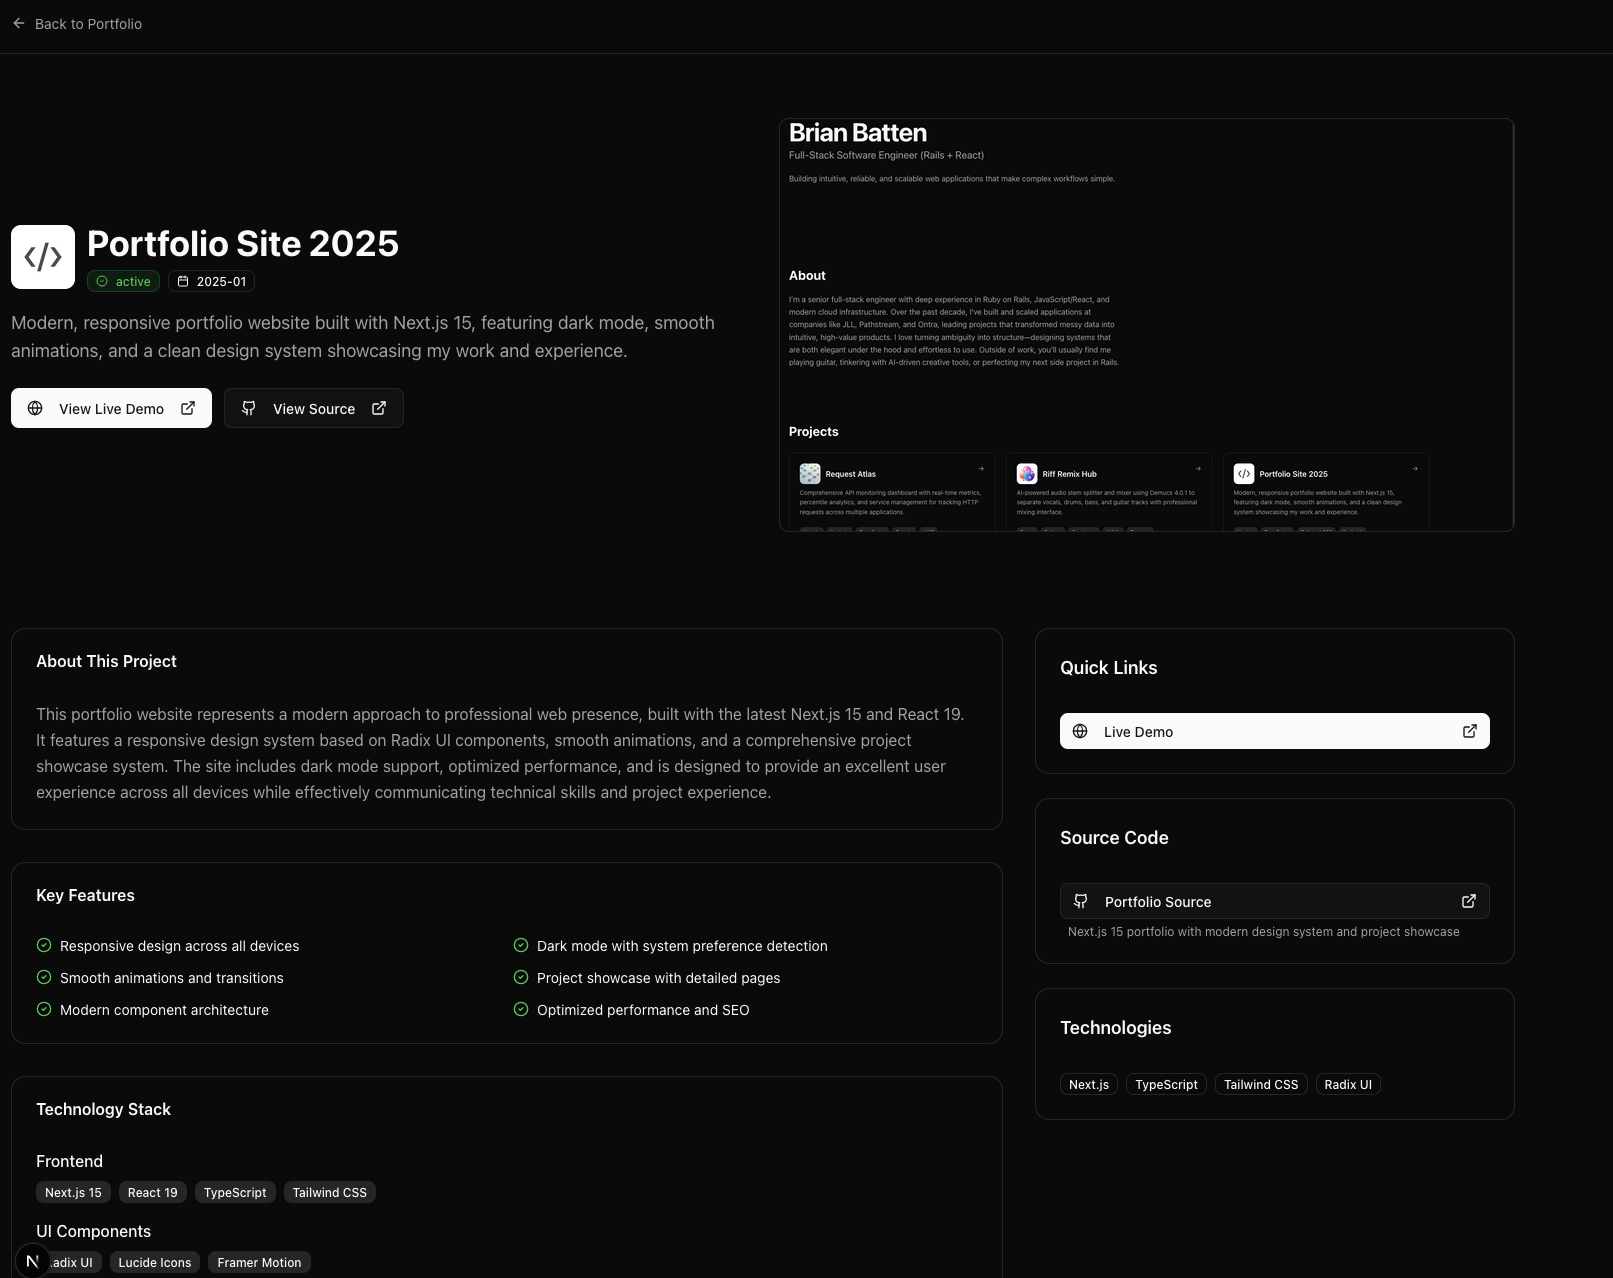 Back to Portfolio
Portfolio Site 2025
active
2025-01
Modern, responsive portfolio website built with Next.js 15, featuring dark mode, smooth
animations, and a clean design system showcasing my work and experience.
View Live Demo
View Source
Brian Batten
Full-Stack Software Engineer (Rails + React)
Building intuitive, reliable, and scalable web applications that make complex workflows simple.
About
I'm a senior full-stack engineer with deep experience in Ruby on Rails, JavaScript/React, and
modern cloud infrastructure. Over the past decade, I've built and scaled applications at
companies like JLL, Pathstream, and Ontra, leading projects that transformed messy data into
intuitive, high-value products. I love turning ambiguity into structure—designing systems that
are both elegant under the hood and effortless to use. Outside of work, you'll usually find me
playing guitar, tinkering with AI-driven creative tools, or perfecting my next side project in Rails.
Projects
Request Atlas
Comprehensive API monitoring dashboard with real-time metrics,
percentile analytics, and service management for tracking HTTP
requests across multiple applications.
Riff Remix Hub
AI-powered audio stem splitter and mixer using Demucs 4.0.1 to
separate vocals, drums, bass, and guitar tracks with professional
mixing interface.
</> Portfolio Site 2025
Modern, responsive portfolio website built with Next.js 15,
featuring dark mode, smooth animations, and a clean design
system showcasing my work and experience.
About This Project
This portfolio website represents a modern approach to professional web presence, built with the latest Next.js 15 and React 19.
It features a responsive design system based on Radix UI components, smooth animations, and a comprehensive project
showcase system. The site includes dark mode support, optimized performance, and is designed to provide an excellent user
experience across all devices while effectively communicating technical skills and project experience.
Key Features
Responsive design across all devices
Dark mode with system preference detection
Smooth animations and transitions
Project showcase with detailed pages
Modern component architecture
Optimized performance and SEO
Technology Stack
Frontend
Next.js 15 React 19 TypeScript Tailwind CSS
UI Components
N adix UI Lucide Icons Framer Motion
Quick Links
Live Demo
Source Code
Portfolio Source
Next.js 15 portfolio with modern design system and project showcase
Technologies
Next.js TypeScript Tailwind CSS Radix UI